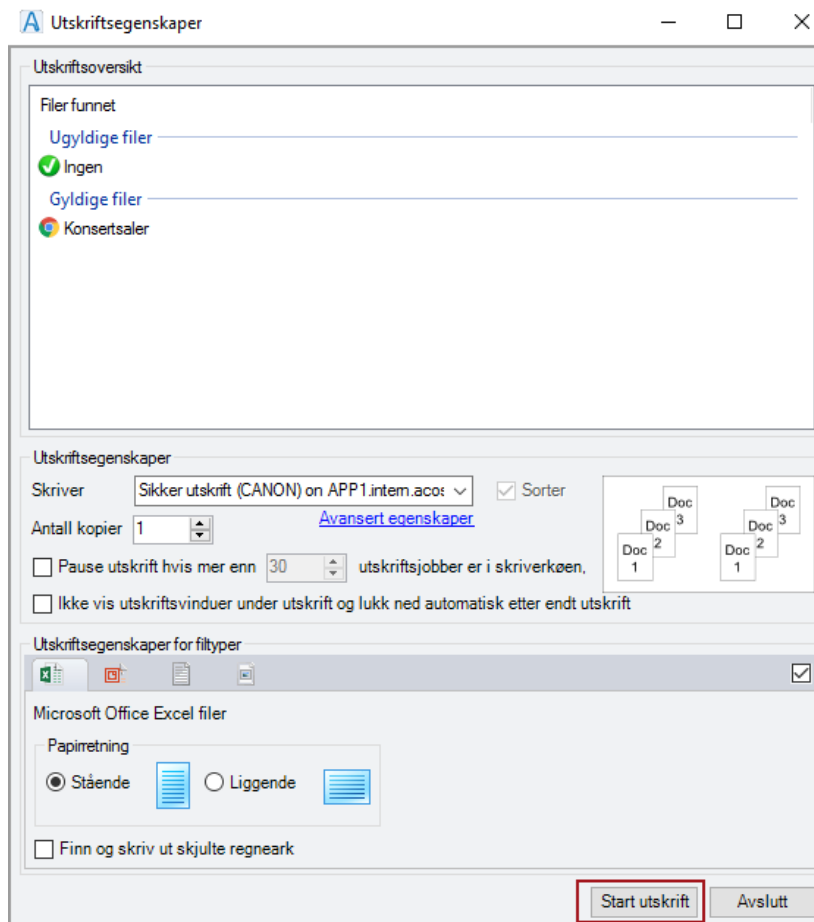 Utskriftsegenskaper
Utskriftsoversikt
Filer funnet
Ugyldige filer
Ingen
Gyldige filer
Konsertsaler
Utskriftsegenskaper
Skriver Sikker utskrift (CANON) on APP1.intern.acos Sorter
Antall kopier 1 Avansert egenskaper
Doc 1 Doc 2 Doc 3 Doc 1 Doc 2 Doc 3
Pause utskrift hvis mer enn 30 utskriftsjobber er i skriverkøen,
Ikke vis utskriftsvinduer under utskrift og lukk ned automatisk etter endt utskrift
Utskriftsegenskaper for filtyper
Microsoft Office Excel filer
Papirretning
Stående Liggende
Finn og skriv ut skjulte regneark
Start utskrift Avslutt